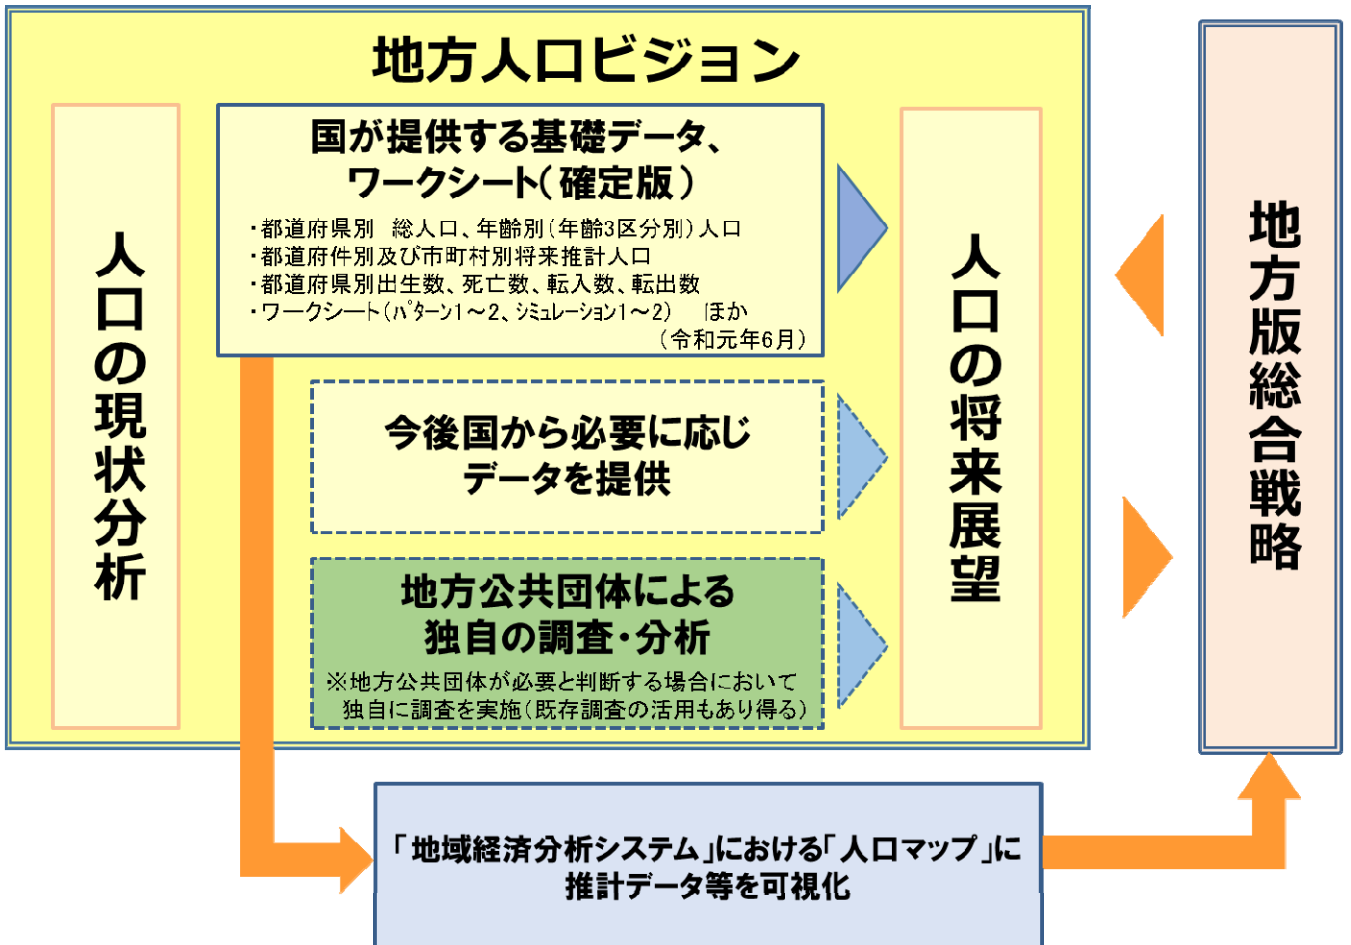 地方人口ビジョン
人口の現状分析
国が提供する基礎データ、
ワークシート（確定版）
・都道府県別　総人口、年齢別（年齢3区分別）人口
・都道府件別及び市町村別将来推計人口
・都道府県別出生数、死亡数、転入数、転出数
・ワークシート（ﾊﾟﾀｰﾝ1～2、ｼﾐｭﾚｰｼｮﾝ1～2）　ほか
（令和元年6月）
今後国から必要に応じ
データを提供
地方公共団体による
独自の調査・分析
※地方公共団体が必要と判断する場合において
独自に調査を実施（既存調査の活用もあり得る）
人口の将来展望
地方版総合戦略
「地域経済分析システム」における「人口マップ」に
推計データ等を可視化